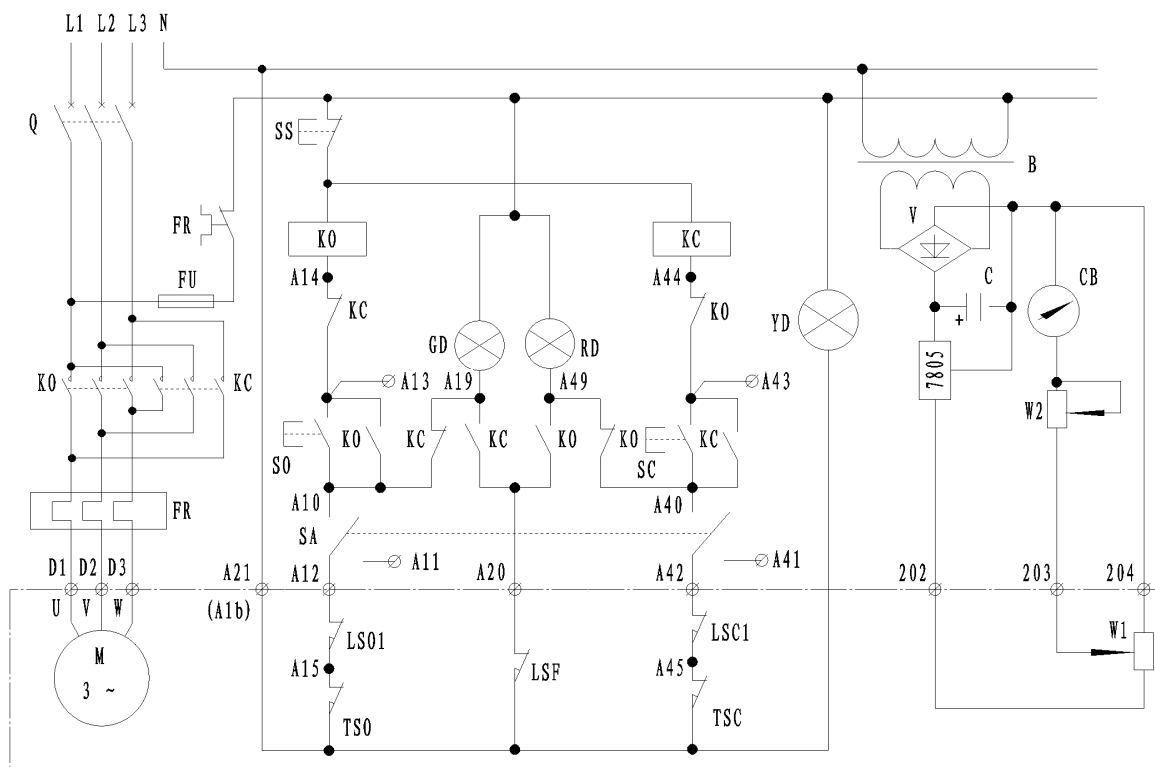 L1 L2 L3 N
Q
SS
B
FR
V
KO
KC
A14
A44
FU
C
CB
KC
KO
+
GD
RD
YD
7805
KO
KC
A13
A19
A49
A43
W2
SO
KO
KC
KC
KO
KO
SC
KC
A10
A40
FR
SA
A11
A41
D1 D2 D3
A21
A12
A20
A42
202
203
204
U V W
(A1b)
LSO1
LSC1
W1
M
3 ~
A15
LSF
A45
TSO
TSC